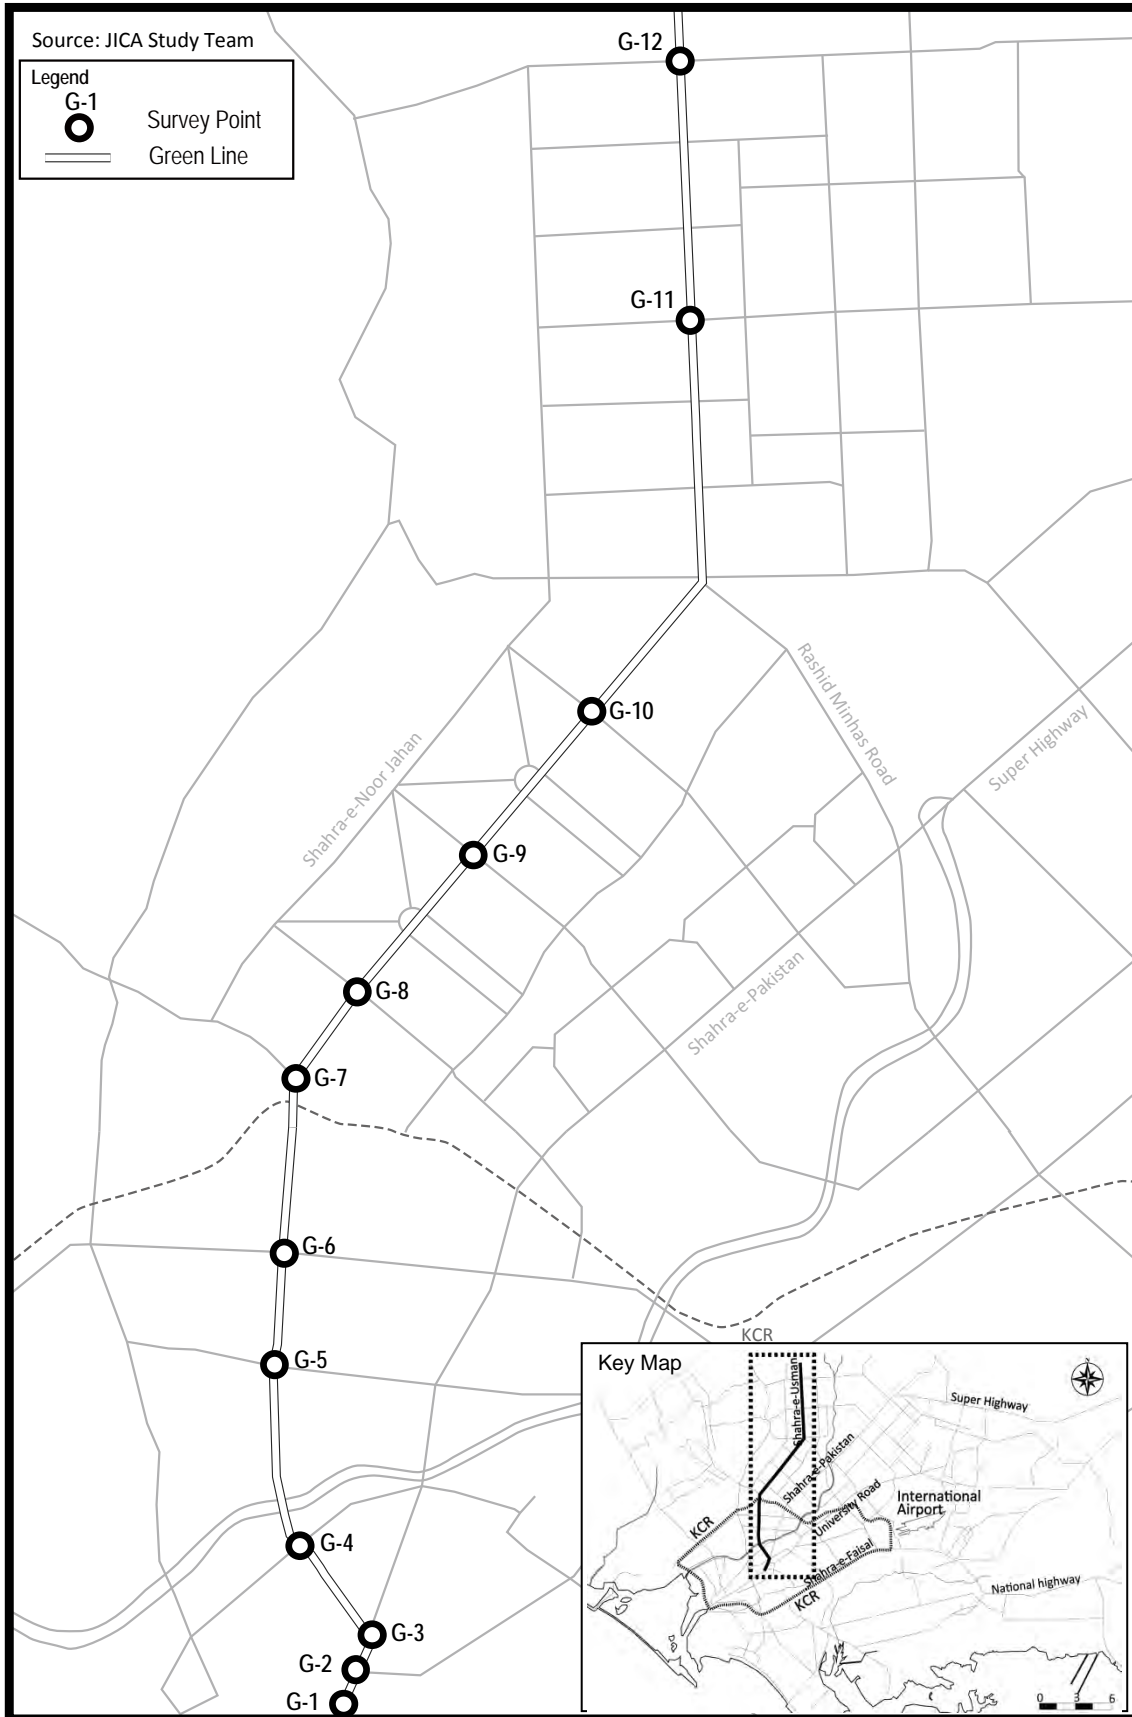 Source: JICA Study Team
Legend
G-1
Survey Point
Green Line
G-12
G-11
G-10
Rashid Minhas Road
Super Highway
Shahra-e-Noor Jahan
G-9
Shahra-e-Pakistan
G-8
G-7
G-6
KCR
G-5
G-4
G-3
G-2
G-1
Key Map
N
Shahra-e-Usman
Super Highway
Shahra-e-Pakistan
University Road
International
Airport
KCR
Shahra-e-Faisal
National highway
KCR
0 3 6